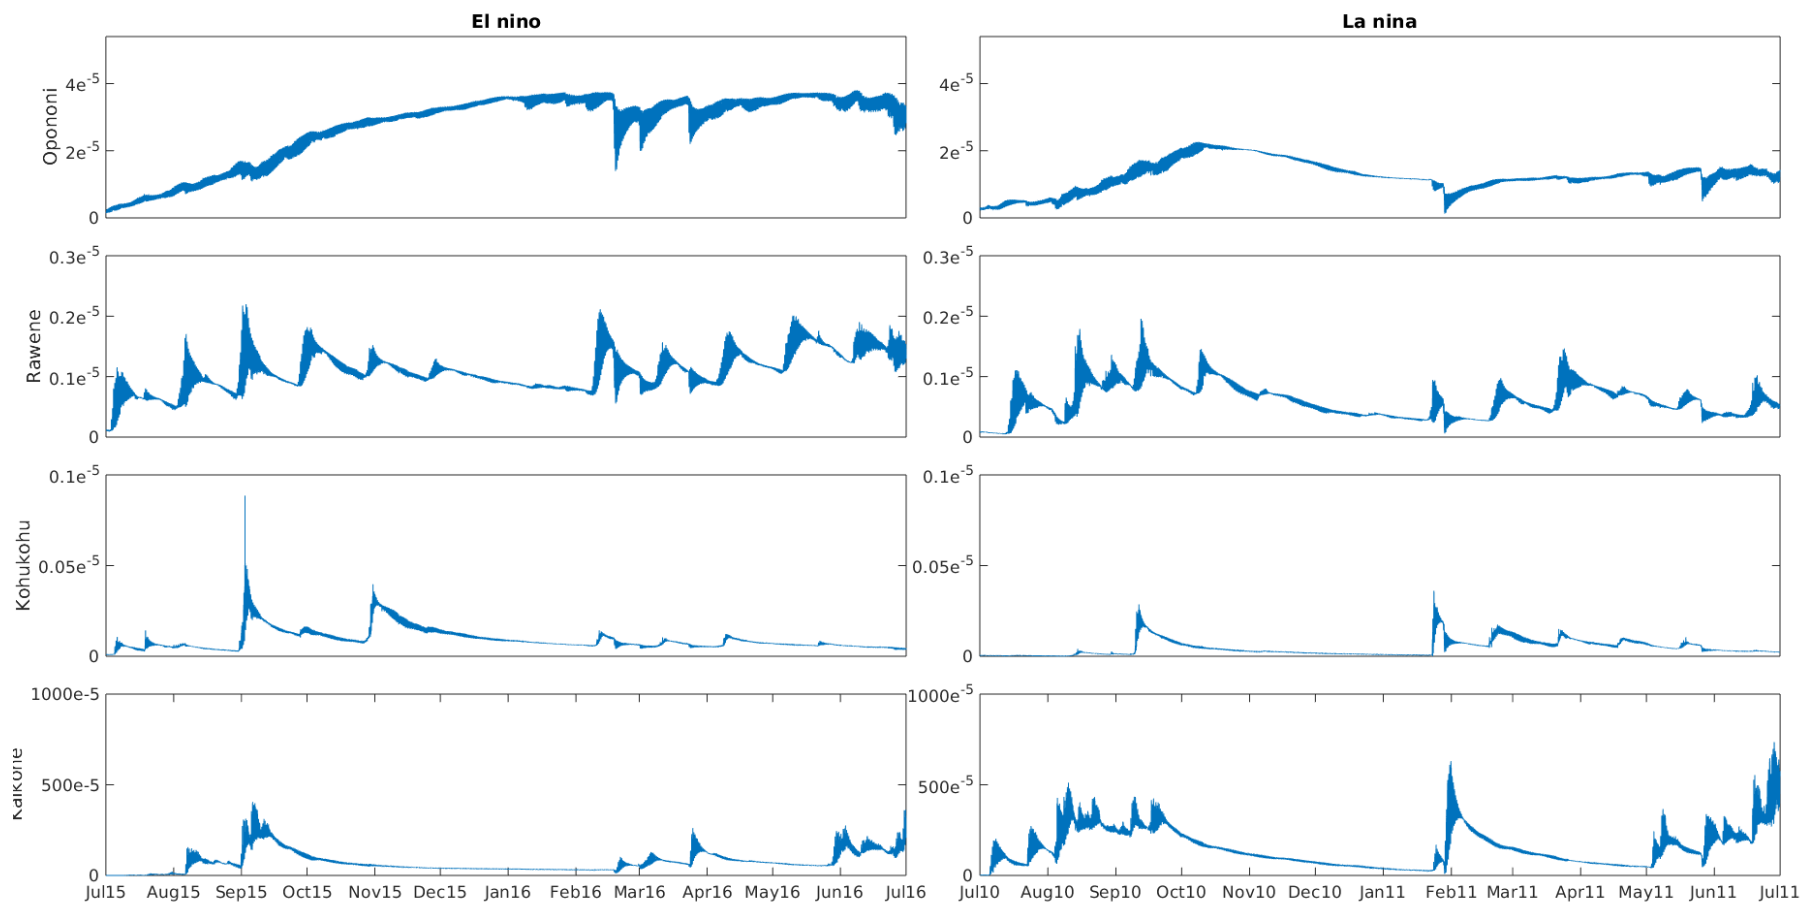 El nino
La nina
Opononi
4e-5
2e-5
0
4e-5
2e-5
0
Rawene
0.3e-5
0.2e-5
0.1e-5
0
0.3e-5
0.2e-5
0.1e-5
0
Kohukohu
0.1e-5
0.05e-5
0
0.1e-5
0.05e-5
0
1000e-5
500e-5
0
1000e-5
500e-5
0
Jul15 Aug15 Sep15 Oct15 Nov15 Dec15 Jan16 Feb16 Mar16 Apr16 May16 Jun16 Jul16
Jul10 Aug10 Sep10 Oct10 Nov10 Dec10 Jan11 Feb11 Mar11 Apr11 May11 Jun11 Jul11